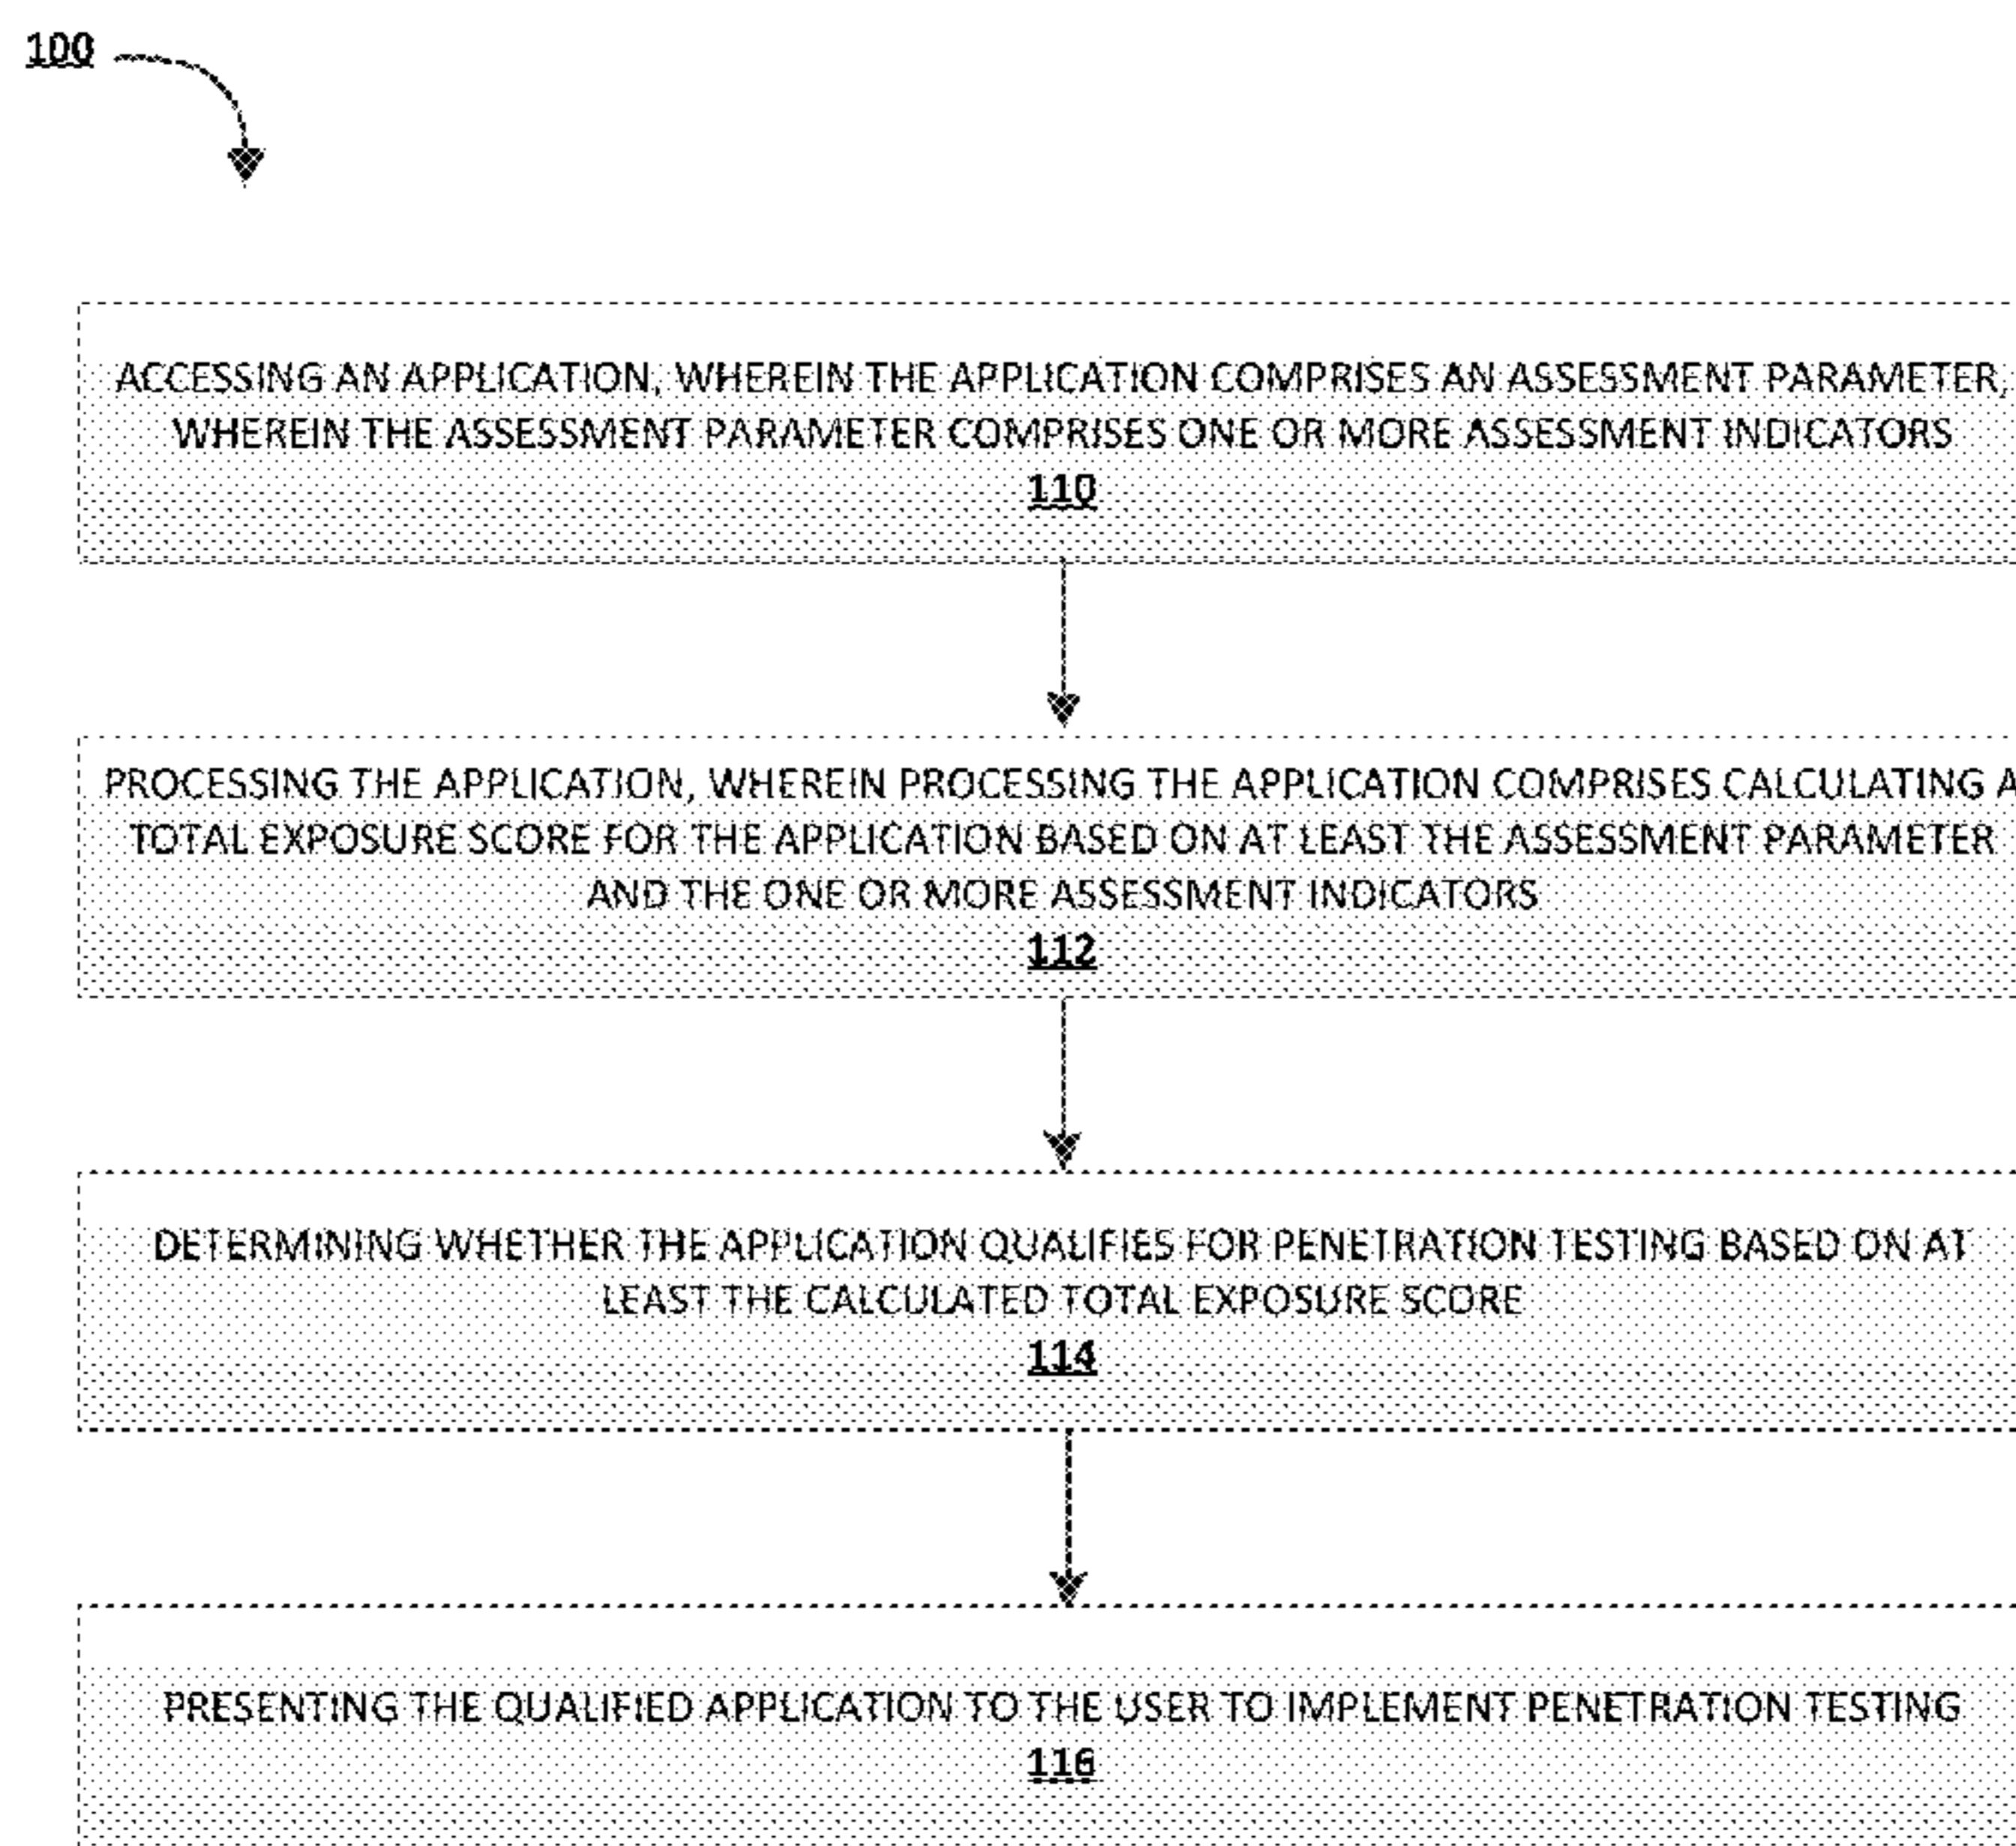 100
ACCESSING AN APPLICATION, WHEREIN THE APPLICATION COMPRISES AN ASSESSMENT PARAMETER,
WHEREIN THE ASSESSMENT PARAMETER COMPRISES ONE OR MORE ASSESSMENT INDICATORS
110
PROCESSING THE APPLICATION, WHEREIN PROCESSING THE APPLICATION COMPRISES CALCULATING A
TOTAL EXPOSURE SCORE FOR THE APPLICATION BASED ON AT LEAST THE ASSESSMENT PARAMETER
AND THE ONE OR MORE ASSESSMENT INDICATORS
112
DETERMINING WHETHER THE APPLICATION QUALIFIES FOR PENETRATION TESTING BASED ON AT
LEAST THE CALCULATED TOTAL EXPOSURE SCORE
114
PRESENTING THE QUALIFIED APPLICATION TO THE USER TO IMPLEMENT PENETRATION TESTING
116